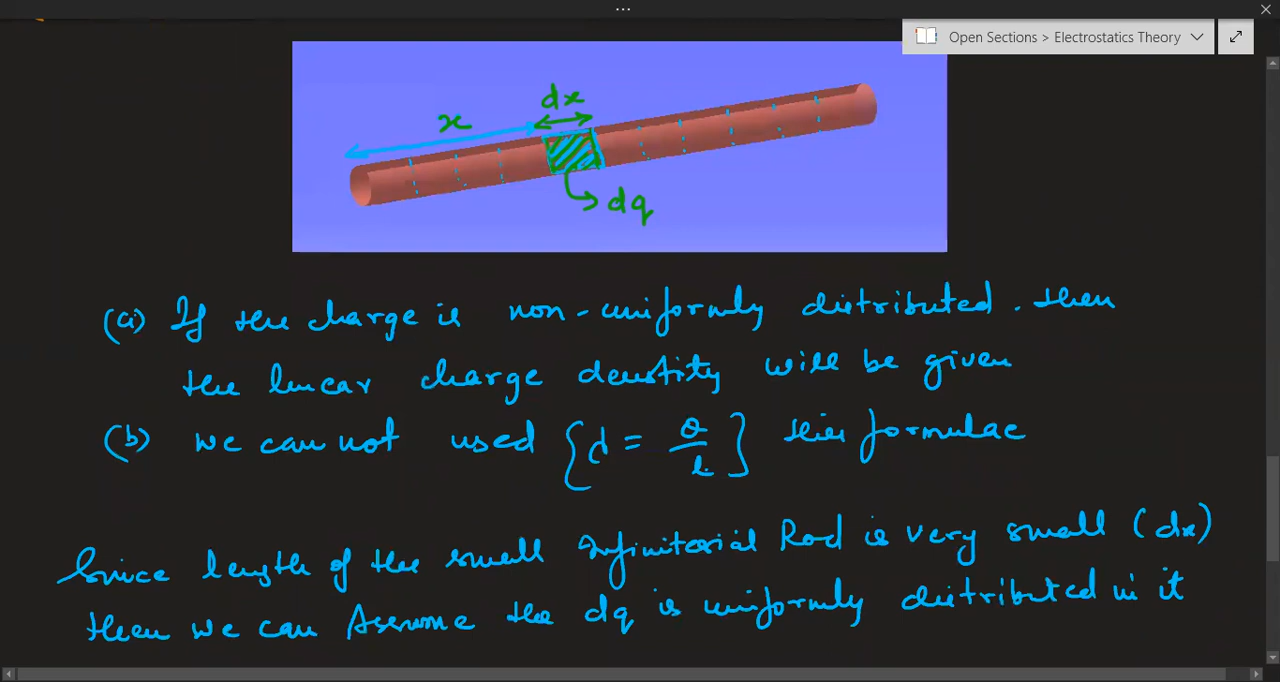 ...
Open Sections > Electrostatics Theory
dx
x
dq
(a) If the charge is non-uniformly distributed. then
the linear charge denstity will be given
(b) we can not used {λ = Q/L} this formulae
Since length of the small Infinitesial Rod is very small (dx)
then we can Assume the dq is uniformly distributed in it